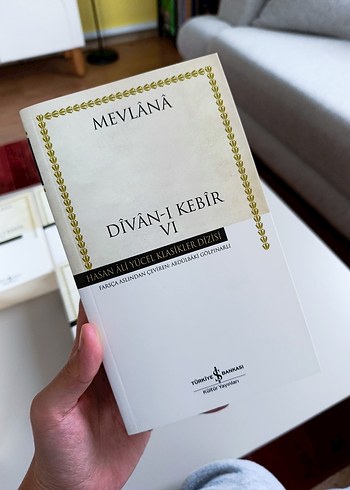 MEVLÂNÂ
DÎVÂN-I KEBÎR
VI
HASAN ÂLİ YÜCEL KLASİKLER DİZİSİ
FARSÇA ASLINDAN ÇEVİREN: ABDÜLBÂKİ GÖLPINARLI
TÜRKİYE İŞ BANKASI
Kültür Yayınları